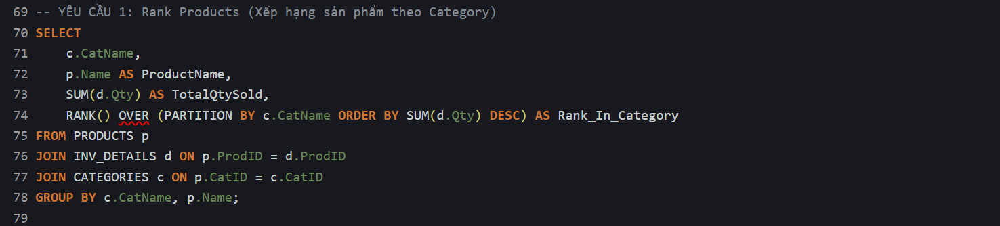 69 -- YÊU CẦU 1: Rank Products (Xếp hạng sản phẩm theo Category)
70 SELECT
71     c.CatName,
72     p.Name AS ProductName,
73     SUM(d.Qty) AS TotalQtySold,
74     RANK() OVER (PARTITION BY c.CatName ORDER BY SUM(d.Qty) DESC) AS Rank_In_Category
75 FROM PRODUCTS p
76 JOIN INV_DETAILS d ON p.ProdID = d.ProdID
77 JOIN CATEGORIES c ON p.CatID = c.CatID
78 GROUP BY c.CatName, p.Name;
79